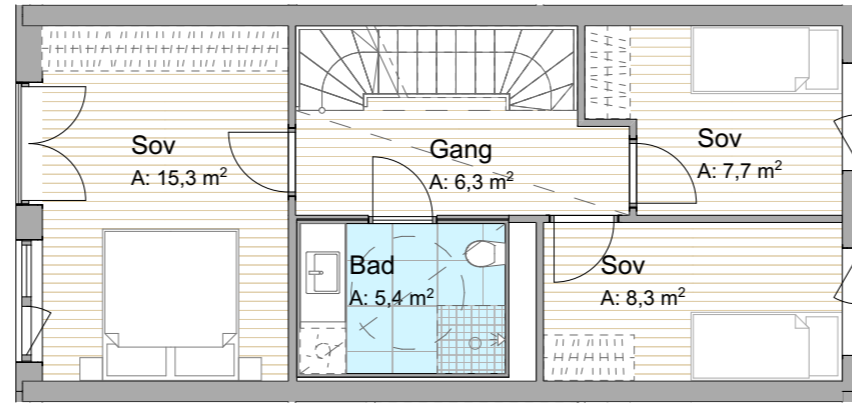 Sov
A: 15,3 m²
Gang
A: 6,3 m²
Sov
A: 7,7 m²
Bad
A: 5,4 m²
Sov
A: 8,3 m²